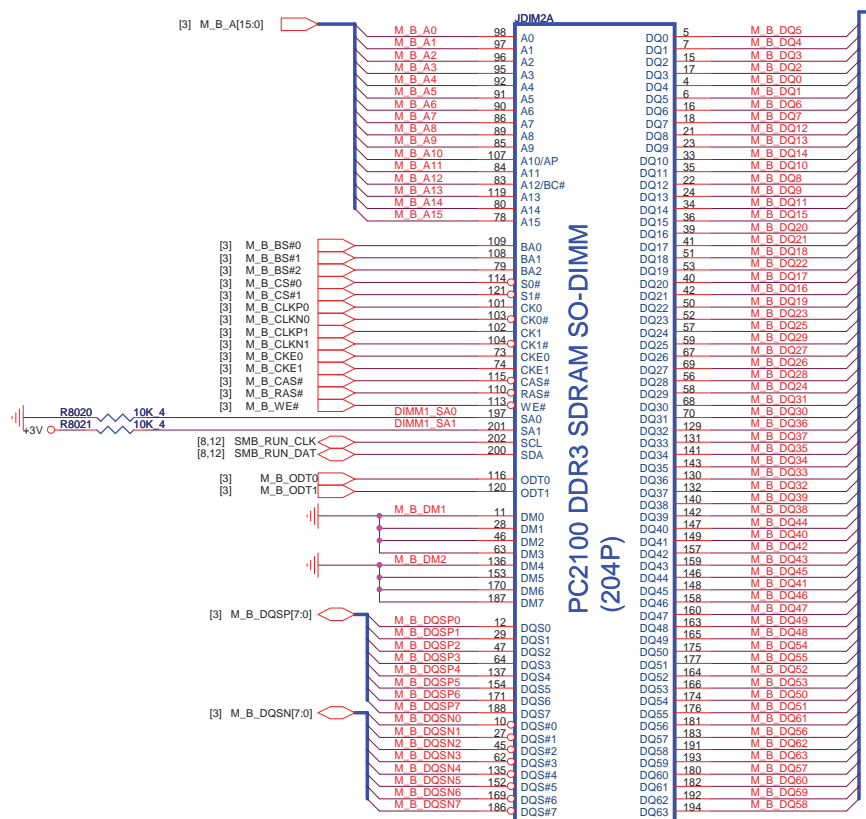 JDIM2A
[3] M_B_A[15:0]
M_B_A0 98 A0
M_B_A1 97 A1
M_B_A2 96 A2
M_B_A3 95 A3
M_B_A4 92 A4
M_B_A5 91 A5
M_B_A6 90 A6
M_B_A7 86 A7
M_B_A8 89 A8
M_B_A9 85 A9
M_B_A10 107 A10/AP
M_B_A11 84 A11
M_B_A12 83 A12/BC#
M_B_A13 119 A13
M_B_A14 80 A14
M_B_A15 78 A15
[3] M_B_BS#0 109 BA0
[3] M_B_BS#1 108 BA1
[3] M_B_BS#2 79 BA2
[3] M_B_CS#0 114 S0#
[3] M_B_CS#1 121 S1#
[3] M_B_CLKP0 101 CK0
[3] M_B_CLKN0 103 CK0#
[3] M_B_CLKP1 102 CK1
[3] M_B_CLKN1 104 CK1#
[3] M_B_CKE0 73 CKE0
[3] M_B_CKE1 74 CKE1
[3] M_B_CAS# 115 CAS#
[3] M_B_RAS# 110 RAS#
[3] M_B_WE# 113 WE#
R8020 10K_4 DIMM1_SA0 197 SA0
+3V R8021 10K_4 DIMM1_SA1 201 SA1
[8,12] SMB_RUN_CLK 202 SCL
[8,12] SMB_RUN_DAT 200 SDA
[3] M_B_ODT0 116 ODT0
[3] M_B_ODT1 120 ODT1
M_B_DM1 11 DM0
28 DM1
46 DM2
63 DM3
M_B_DM2 136 DM4
153 DM5
170 DM6
187 DM7
[3] M_B_DQSP[7:0]
M_B_DQSP0 12 DQS0
M_B_DQSP1 29 DQS1
M_B_DQSP2 47 DQS2
M_B_DQSP3 64 DQS3
M_B_DQSP4 137 DQS4
M_B_DQSP5 154 DQS5
M_B_DQSP6 171 DQS6
M_B_DQSP7 188 DQS7
[3] M_B_DQSN[7:0]
M_B_DQSN0 10 DQS#0
M_B_DQSN1 27 DQS#1
M_B_DQSN2 45 DQS#2
M_B_DQSN3 62 DQS#3
M_B_DQSN4 135 DQS#4
M_B_DQSN5 152 DQS#5
M_B_DQSN6 169 DQS#6
M_B_DQSN7 186 DQS#7
PC2100 DDR3 SDRAM SO-DIMM
(204P)
DQ0 5 M_B_DQ5
DQ1 7 M_B_DQ4
DQ2 15 M_B_DQ3
DQ3 17 M_B_DQ2
DQ4 4 M_B_DQ0
DQ5 6 M_B_DQ1
DQ6 16 M_B_DQ6
DQ7 18 M_B_DQ7
DQ8 21 M_B_DQ12
DQ9 23 M_B_DQ13
DQ10 33 M_B_DQ14
DQ11 35 M_B_DQ10
DQ12 22 M_B_DQ8
DQ13 24 M_B_DQ9
DQ14 34 M_B_DQ11
DQ15 36 M_B_DQ15
DQ16 39 M_B_DQ20
DQ17 41 M_B_DQ21
DQ18 51 M_B_DQ18
DQ19 53 M_B_DQ22
DQ20 40 M_B_DQ17
DQ21 42 M_B_DQ16
DQ22 50 M_B_DQ19
DQ23 52 M_B_DQ23
DQ24 57 M_B_DQ25
DQ25 59 M_B_DQ29
DQ26 67 M_B_DQ27
DQ27 69 M_B_DQ26
DQ28 56 M_B_DQ28
DQ29 58 M_B_DQ24
DQ30 68 M_B_DQ31
DQ31 70 M_B_DQ30
DQ32 129 M_B_DQ36
DQ33 131 M_B_DQ37
DQ34 141 M_B_DQ35
DQ35 143 M_B_DQ34
DQ36 130 M_B_DQ33
DQ37 132 M_B_DQ32
DQ38 140 M_B_DQ39
DQ39 142 M_B_DQ38
DQ40 147 M_B_DQ44
DQ41 149 M_B_DQ40
DQ42 157 M_B_DQ42
DQ43 159 M_B_DQ43
DQ44 146 M_B_DQ45
DQ45 148 M_B_DQ41
DQ46 158 M_B_DQ46
DQ47 160 M_B_DQ47
DQ48 163 M_B_DQ49
DQ49 165 M_B_DQ48
DQ50 175 M_B_DQ54
DQ51 177 M_B_DQ55
DQ52 164 M_B_DQ52
DQ53 166 M_B_DQ53
DQ54 174 M_B_DQ50
DQ55 176 M_B_DQ51
DQ56 181 M_B_DQ61
DQ57 183 M_B_DQ56
DQ58 191 M_B_DQ62
DQ59 193 M_B_DQ63
DQ60 180 M_B_DQ57
DQ61 182 M_B_DQ60
DQ62 192 M_B_DQ59
DQ63 194 M_B_DQ58